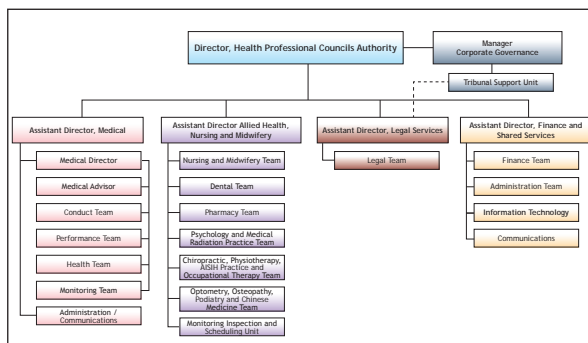 Director, Health Professional Councils Authority
Manager
Corporate Governance
Tribunal Support Unit
Assistant Director, Medical
Medical Director
Medical Advisor
Conduct Team
Performance Team
Health Team
Monitoring Team
Administration /
Communications
Assistant Director Allied Health,
Nursing and Midwifery
Nursing and Midwifery Team
Dental Team
Pharmacy Team
Psychology and Medical
Radiation Practice Team
Chiropractic, Physiotherapy,
AISIH Practice and
Occupational Therapy Team
Optometry, Osteopathy,
Podiatry and Chinese
Medicine Team
Monitoring Inspection and
Scheduling Unit
Assistant Director, Legal Services
Legal Team
Assistant Director, Finance and
Shared Services
Finance Team
Administration Team
Information Technology
Communications